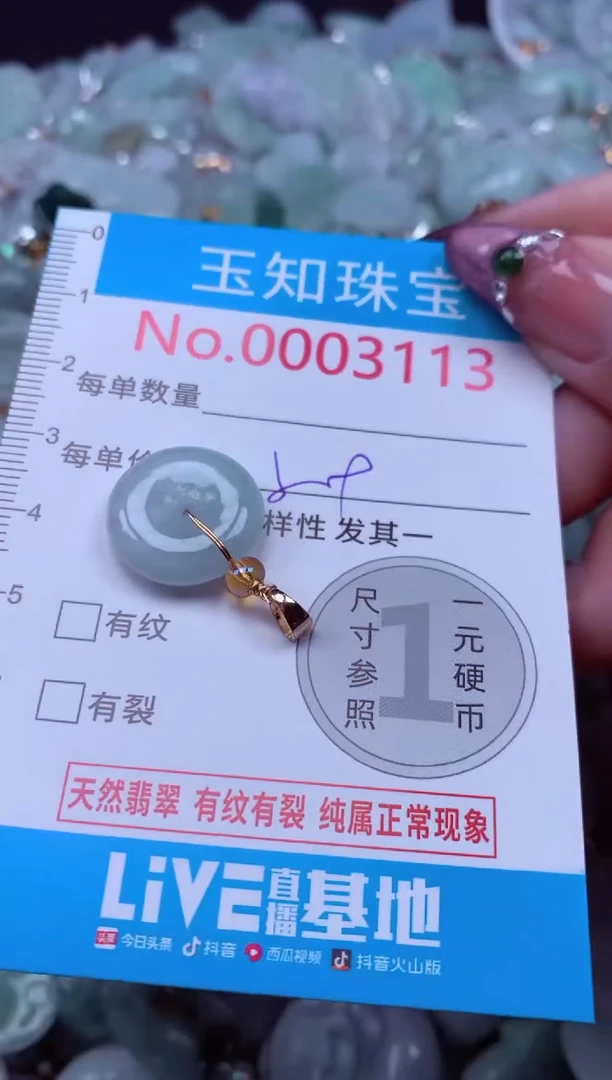 0
玉知珠宝
1
No.0003113
2
每单数量
3
每单
4
样性 发其一
5
有纹
尺寸参照
1
一元硬币
有裂
天然翡翠 有纹有裂 纯属正常现象
LiVE直播基地
头条 今日头条 抖音 西瓜视频 抖音火山版